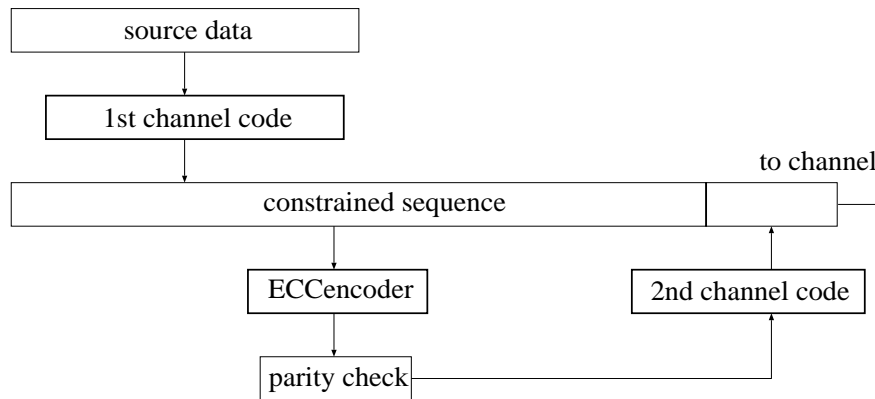 source data
1st channel code
to channel
constrained sequence
ECCencoder
2nd channel code
parity check